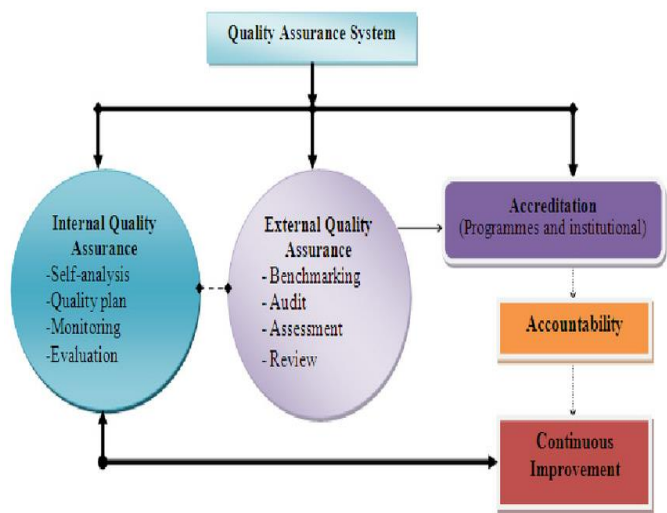 Quality Assurance System
Internal Quality
Assurance
-Self-analysis
-Quality plan
-Monitoring
-Evaluation
External Quality
Assurance
- Benchmarking
- Audit
- Assessment
- Review
Accreditation
(Programmes and institutional)
Accountability
Continuous
Improvement